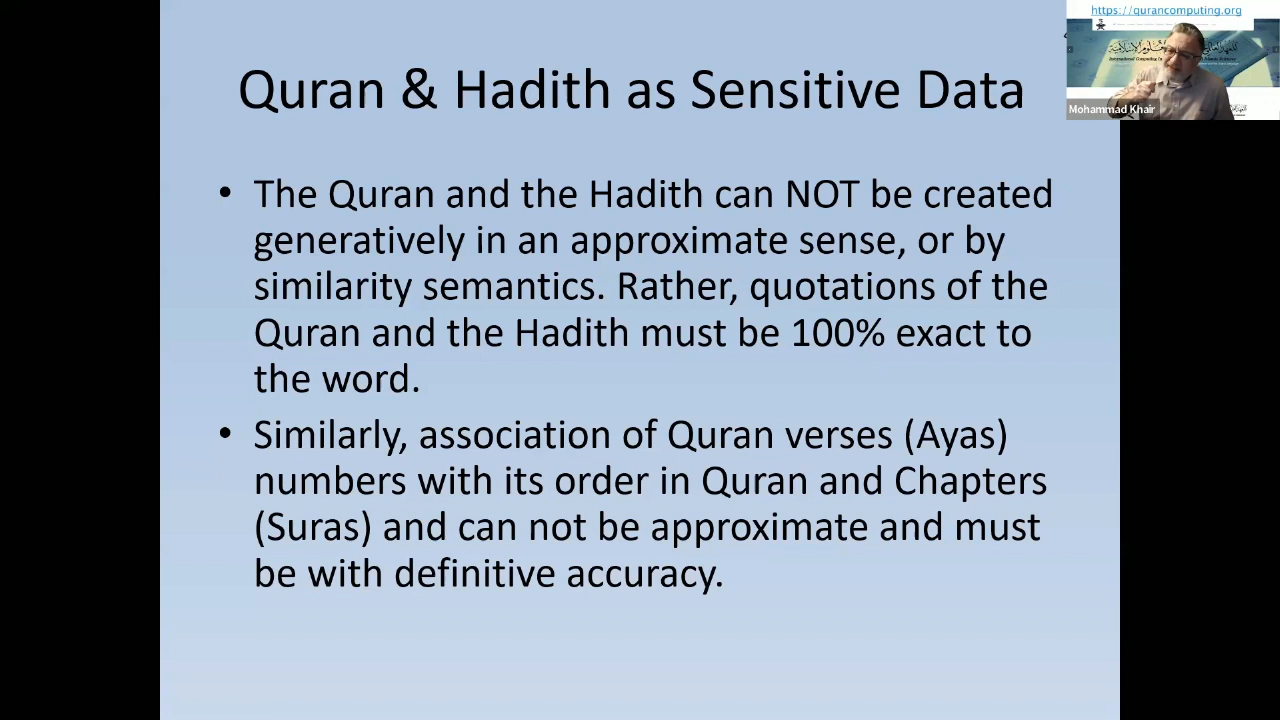 https://qurancomputing.org
Quran & Hadith as Sensitive Data
Mohammad Khair
• The Quran and the Hadith can NOT be created
generatively in an approximate sense, or by
similarity semantics. Rather, quotations of the
Quran and the Hadith must be 100% exact to
the word.
• Similarly, association of Quran verses (Ayas)
numbers with its order in Quran and Chapters
(Suras) and can not be approximate and must
be with definitive accuracy.